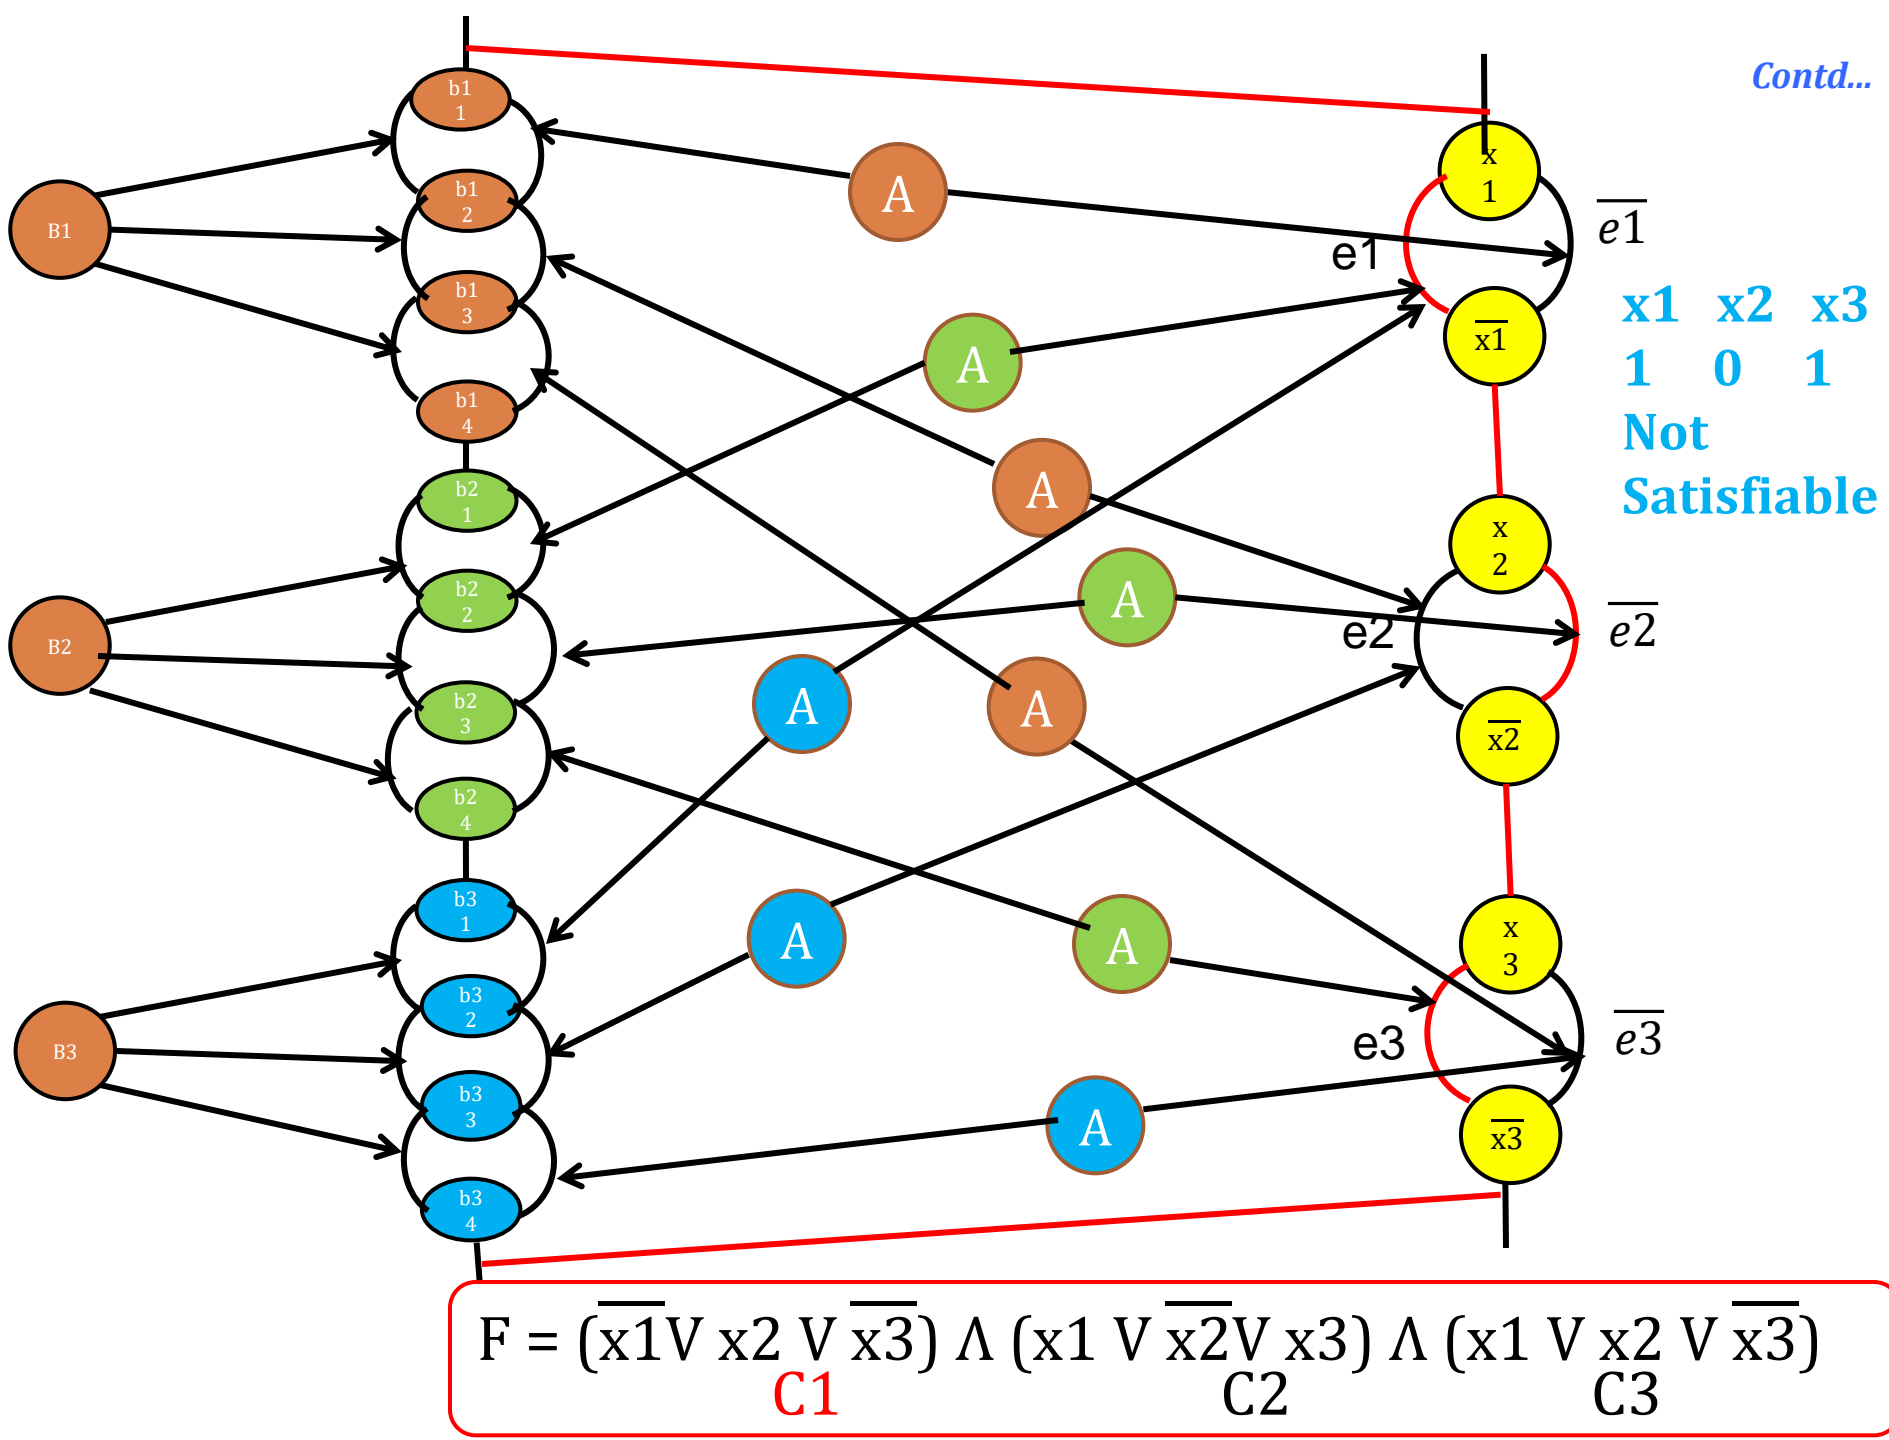 Contd...
b1
1
b1
2
b1
3
b1
4
b2
1
b2
2
b2
3
b2
4
b3
1
b3
2
b3
3
b3
4
B1
B2
B3
A
A
A
A
A
A
A
A
A
x
1
e1
e̅1̅
x̅1̅
x
2
e2
e̅2̅
x̅2̅
x
3
e3
e̅3̅
x̅3̅
x1 x2 x3
1 0 1
Not
Satisfiable
F = (x̅1̅V x2 V x̅3̅) Λ (x1 V x̅2̅V x3) Λ (x1 V x2 V x̅3̅)
C1 C2 C3